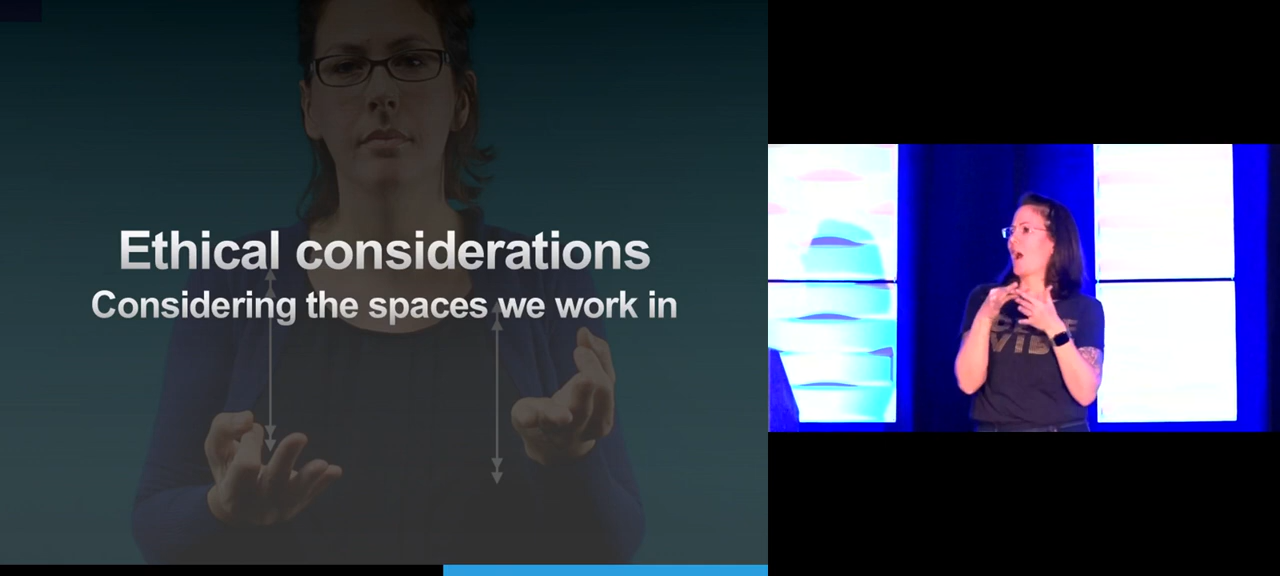 Ethical considerations
Considering the spaces we work in